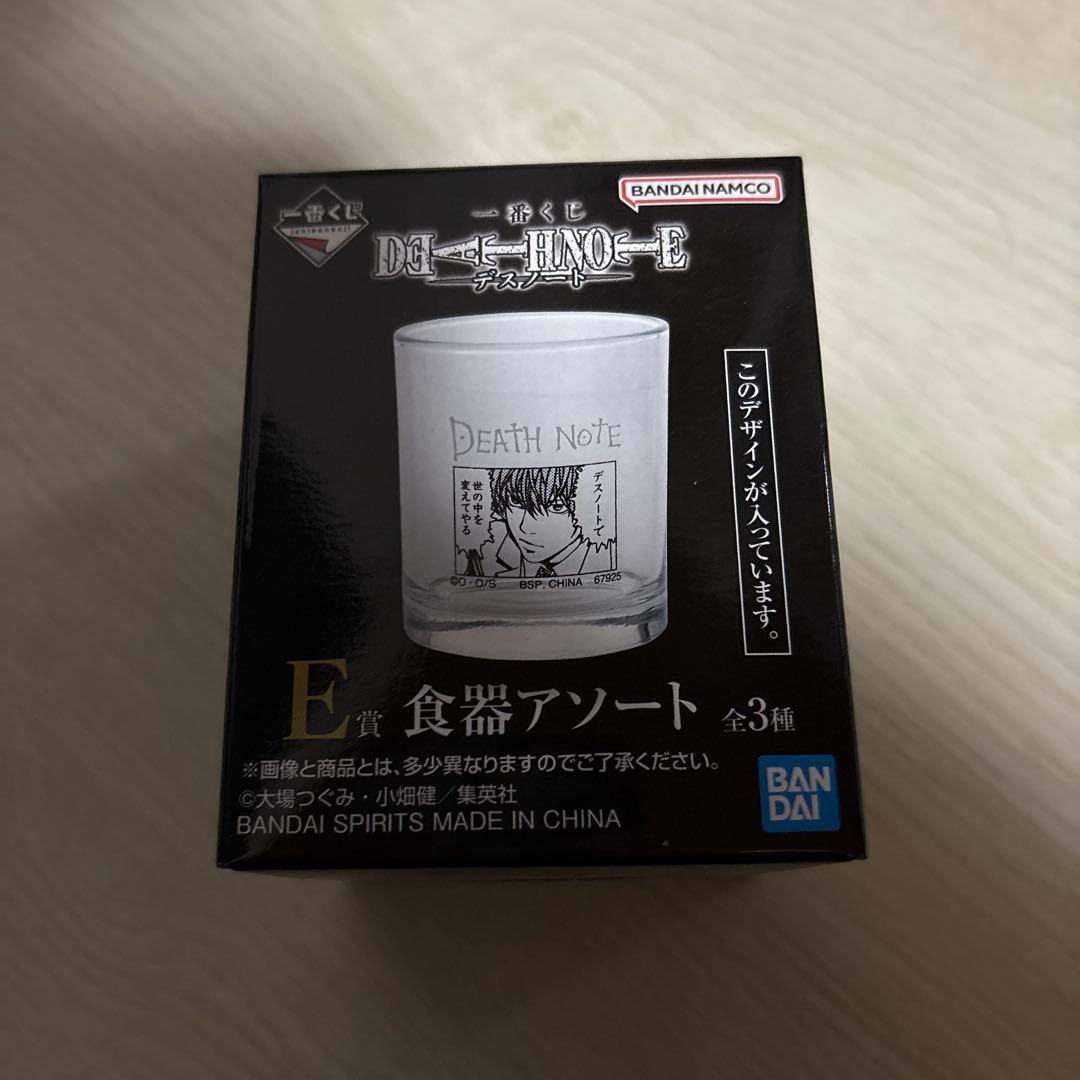 一番くじ
ichibankuji
BANDAI NAMCO
一番くじ
DEATH NOTE
デスノート
DEATH NOTE
デスノートで
世の中を
変えてやる
©O・O/S BSP. CHINA 67925
このデザインが入っています。
E賞 食器アソート 全3種
※画像と商品とは、多少異なりますのでご了承ください。
©大場つぐみ・小畑健／集英社
BANDAI SPIRITS MADE IN CHINA
BAN
DAI